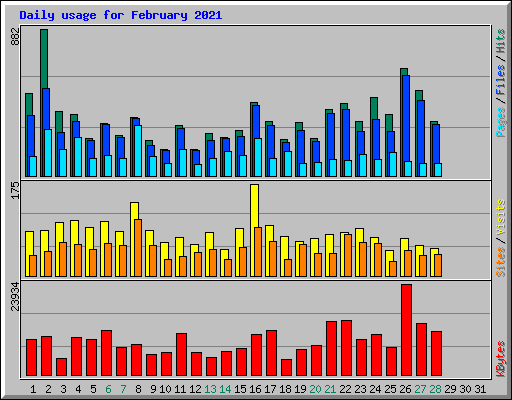 Daily usage for February 2021
882
Pages / Files / Hits
175
Sites / Visits
23934
KBytes
1 2 3 4 5 6 7 8 9 10 11 12 13 14 15 16 17 18 19 20 21 22 23 24 25 26 27 28 29 30 31